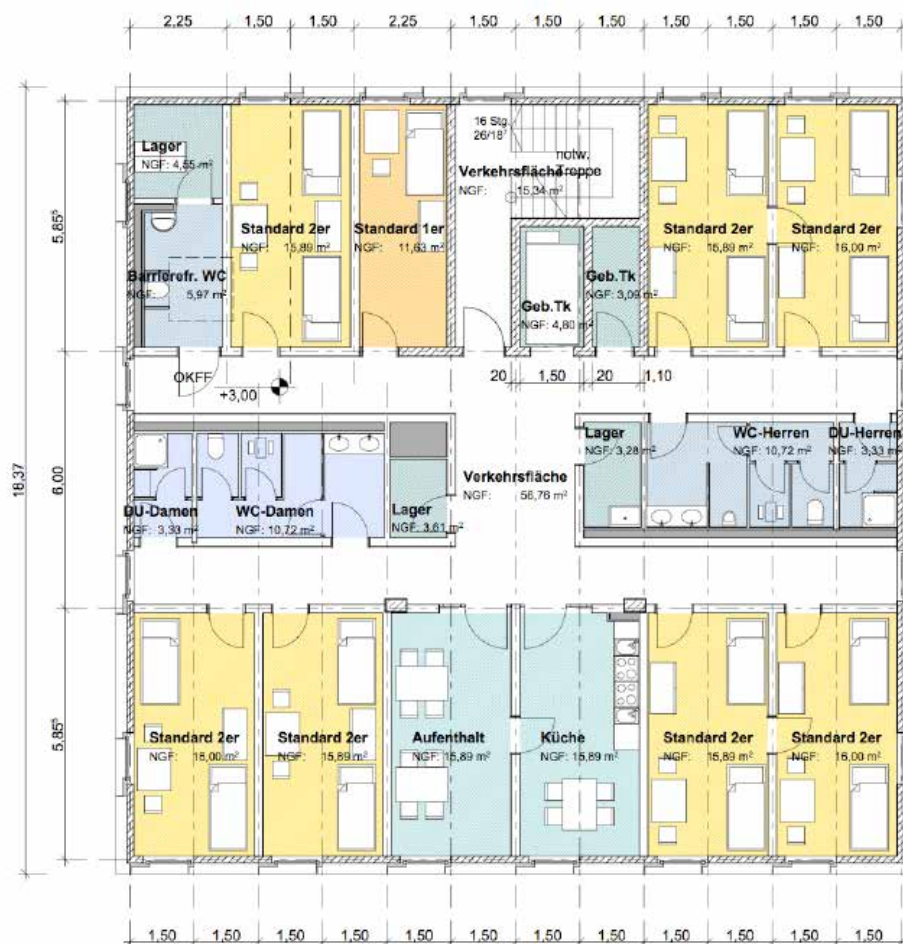 2,25 1,50 1,50 2,25 1,50 1,50 1,50 1,50 1,50 1,50
16 Stg.
26/18⁷
notw.
Treppe
Lager
NGF: 4,55 m²
Verkehrsfläche
NGF: 15,34 m²
5,85⁵
Standard 2er
NGF: 15,89 m²
Standard 1er
NGF: 11,63 m²
Standard 2er
NGF: 15,89 m²
Standard 2er
NGF: 16,00 m²
Barrierefr. WC
NGF: 5,97 m²
Geb.Tk
NGF: 3,09 m²
Geb.Tk
NGF: 4,80 m²
OKFF
+3,00
20 1,50 20 1,10
18,37
6,00
Lager
NGF: 3,28 m²
WC-Herren
NGF: 10,72 m²
DU-Herren
NGF: 3,33 m²
Verkehrsfläche
NGF: 56,76 m²
DU-Damen
NGF: 3,33 m²
WC-Damen
NGF: 10,72 m²
Lager
NGF: 3,61 m²
5,85⁵
Standard 2er
NGF: 16,00 m²
Standard 2er
NGF: 15,89 m²
Aufenthalt
NGF: 15,89 m²
Küche
NGF: 15,89 m²
Standard 2er
NGF: 15,89 m²
Standard 2er
NGF: 16,00 m²
1,50 1,50 1,50 1,50 1,50 1,50 1,50 1,50 1,50 1,50 1,50 1,50